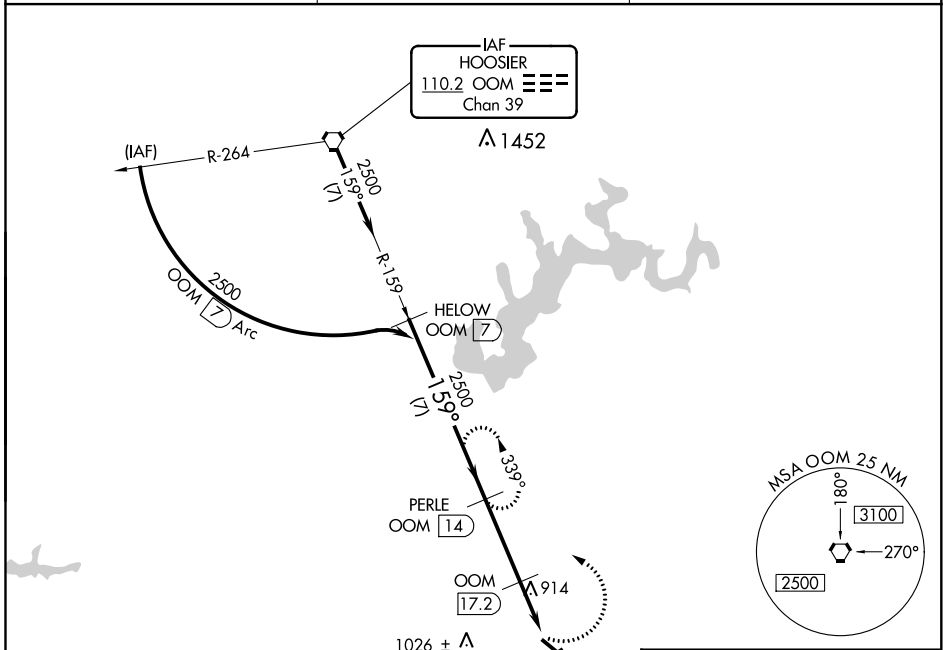 IAF
HOOSIER
110.2 OOM
Chan 39
1452
(IAF)
R-264
2500
159°
(7)
R-159
2500
OOM 7 Arc
HELOW
OOM 7
2500
159°
(7)
339°
PERLE
OOM 14
OOM
17.2
914
1026 ±
MSA OOM 25 NM
180°
3100
270°
2500